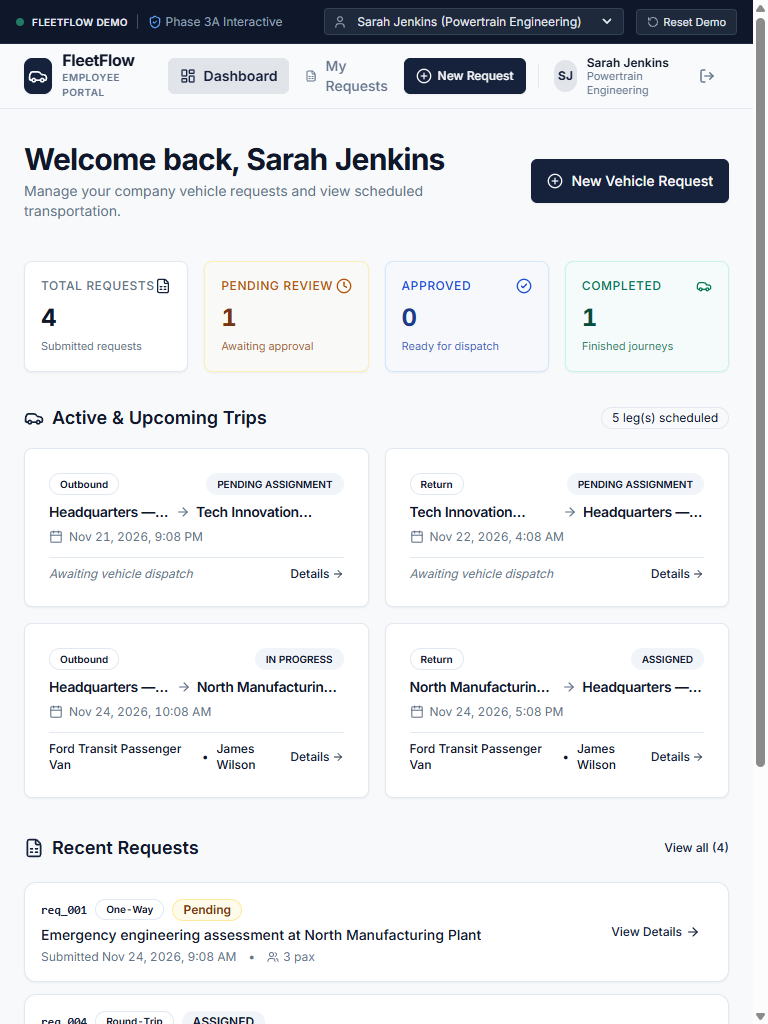 FLEETFLOW DEMO Phase 3A Interactive Sarah Jenkins (Powertrain Engineering) Reset Demo
FleetFlow
EMPLOYEE
PORTAL
Dashboard
My
Requests
New Request
SJ
Sarah Jenkins
Powertrain
Engineering
Welcome back, Sarah Jenkins
Manage your company vehicle requests and view scheduled
transportation.
New Vehicle Request
TOTAL REQUESTS
4
Submitted requests
PENDING REVIEW
1
Awaiting approval
APPROVED
0
Ready for dispatch
COMPLETED
1
Finished journeys
Active & Upcoming Trips 5 leg(s) scheduled
Outbound PENDING ASSIGNMENT
Headquarters —... → Tech Innovation...
Nov 21, 2026, 9:08 PM
Awaiting vehicle dispatch Details →
Return PENDING ASSIGNMENT
Tech Innovation... → Headquarters —...
Nov 22, 2026, 4:08 AM
Awaiting vehicle dispatch Details →
Outbound IN PROGRESS
Headquarters —... → North Manufacturin...
Nov 24, 2026, 10:08 AM
Ford Transit Passenger
Van
• James
Wilson
Details →
Return ASSIGNED
North Manufacturin... → Headquarters —...
Nov 24, 2026, 5:08 PM
Ford Transit Passenger
Van
• James
Wilson
Details →
Recent Requests View all (4)
req_001 One-Way Pending
Emergency engineering assessment at North Manufacturing Plant
Submitted Nov 24, 2026, 9:08 AM • 3 pax
View Details →
req_004 Round-Trip ASSIGNED